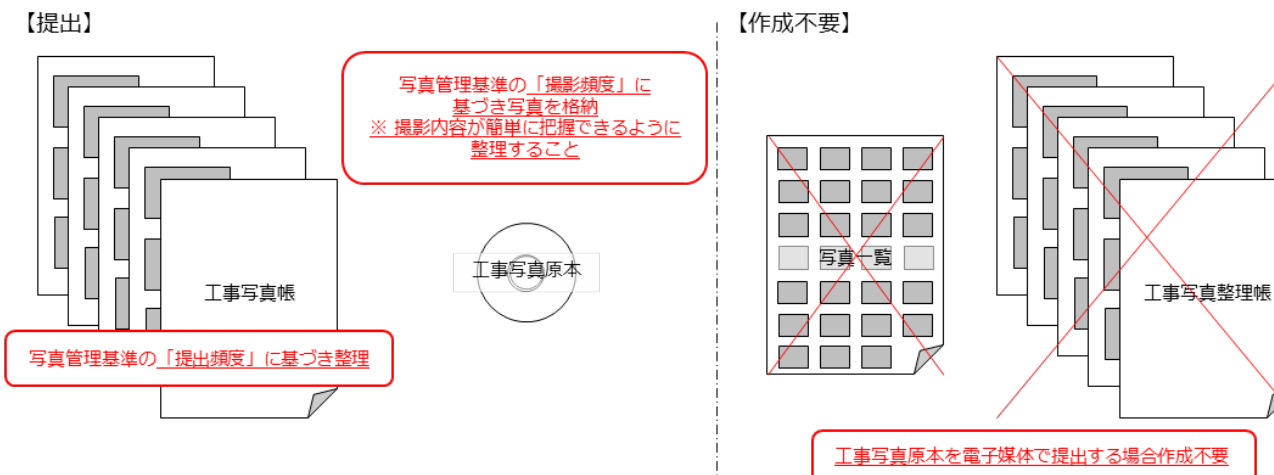 【提出】
写真管理基準の「撮影頻度」に
基づき写真を格納
※ 撮影内容が簡単に把握できるように
整理すること
工事写真原本
工事写真帳
写真管理基準の「提出頻度」に基づき整理
【作成不要】
写真一覧
工事写真整理帳
工事写真原本を電子媒体で提出する場合作成不要